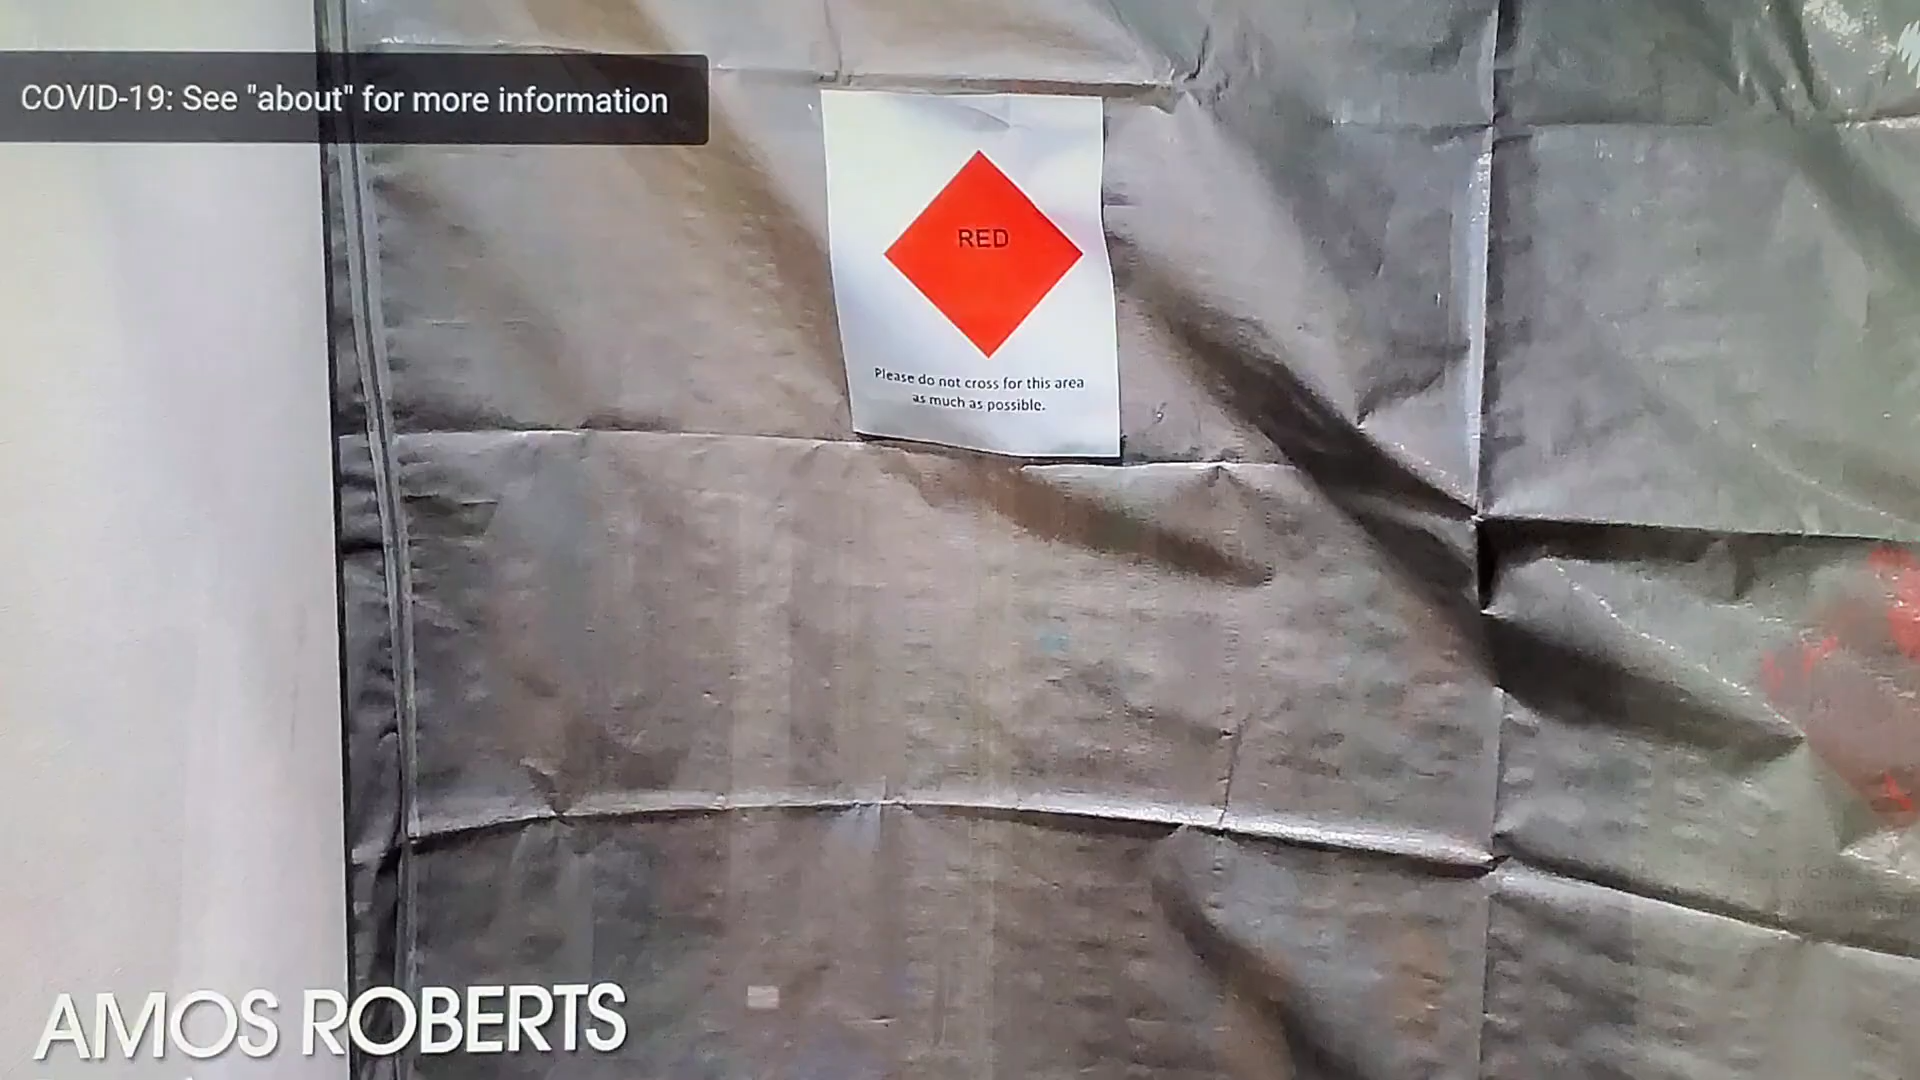 COVID-19: See "about" for more information
RED
Please do not cross for this area
as much as possible.
AMOS ROBERTS